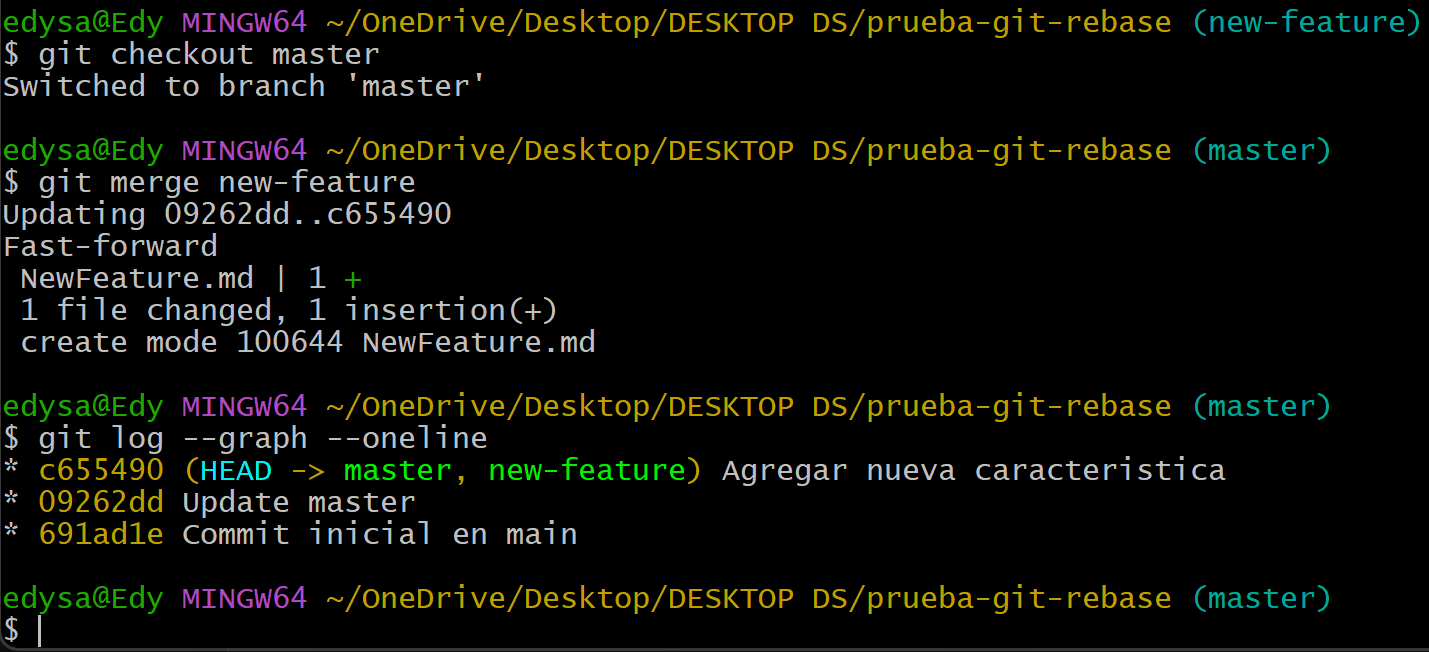 edysa@Edy MINGW64 ~/OneDrive/Desktop/DESKTOP DS/prueba-git-rebase (new-feature)
$ git checkout master
Switched to branch 'master'
edysa@Edy MINGW64 ~/OneDrive/Desktop/DESKTOP DS/prueba-git-rebase (master)
$ git merge new-feature
Updating 09262dd..c655490
Fast-forward
 NewFeature.md | 1 +
 1 file changed, 1 insertion(+)
 create mode 100644 NewFeature.md
edysa@Edy MINGW64 ~/OneDrive/Desktop/DESKTOP DS/prueba-git-rebase (master)
$ git log --graph --oneline
* c655490 (HEAD -> master, new-feature) Agregar nueva caracteristica
* 09262dd Update master
* 691ad1e Commit inicial en main
edysa@Edy MINGW64 ~/OneDrive/Desktop/DESKTOP DS/prueba-git-rebase (master)
$